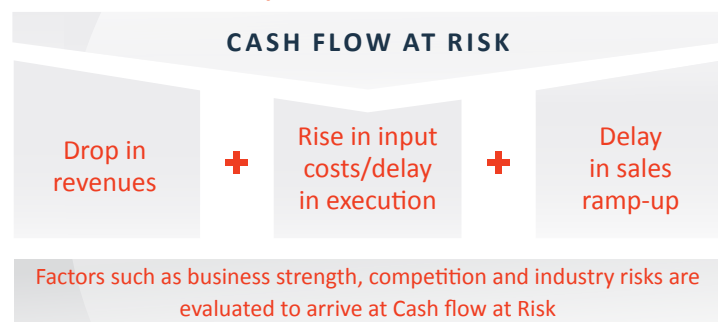 CASH FLOW AT RISK
Drop in
revenues
+
Rise in input
costs/delay
in execution
+
Delay
in sales
ramp-up
Factors such as business strength, competition and industry risks are
evaluated to arrive at Cash flow at Risk